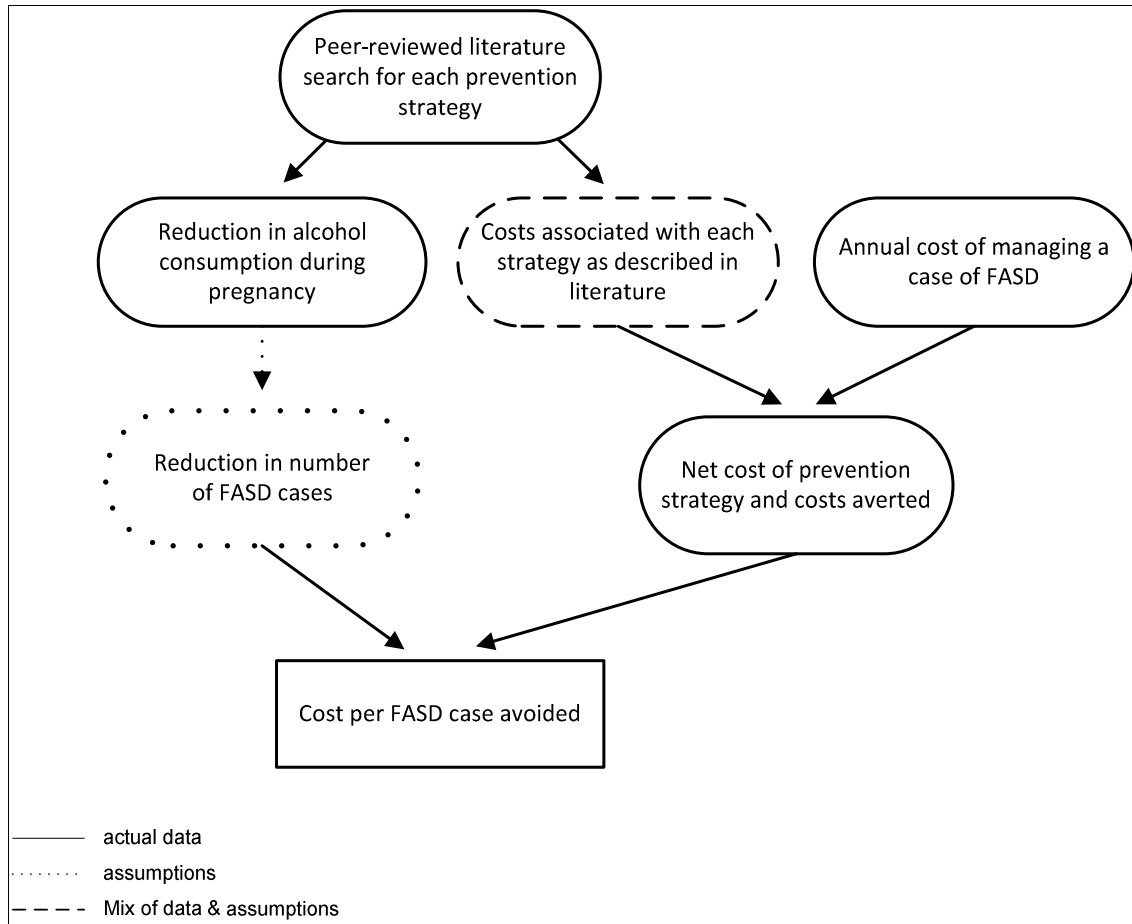 Peer-reviewed literature
search for each prevention
strategy
Reduction in alcohol
consumption during
pregnancy
Costs associated with each
strategy as described in
literature
Annual cost of managing a
case of FASD
Reduction in number
of FASD cases
Net cost of prevention
strategy and costs averted
Cost per FASD case avoided
actual data
assumptions
Mix of data & assumptions